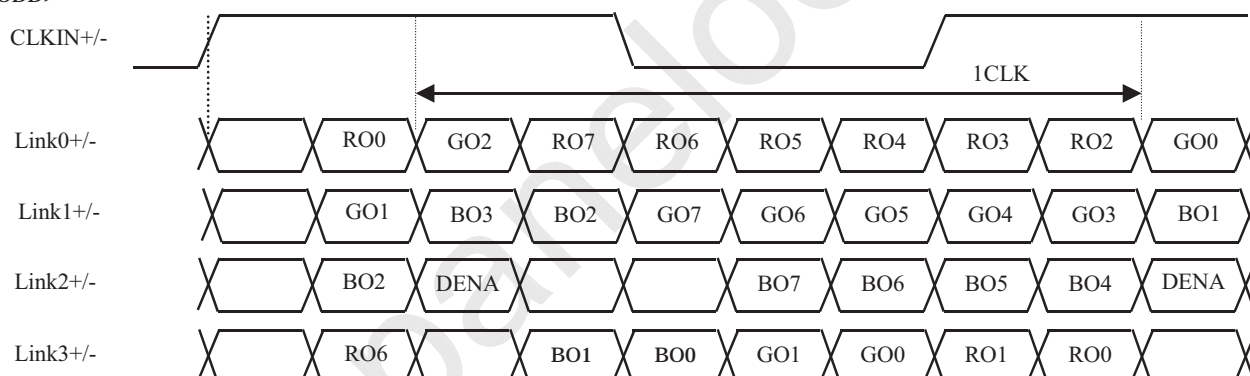 CLKIN+/-
1CLK
Link0+/- RO0 GO2 RO7 RO6 RO5 RO4 RO3 RO2 GO0
Link1+/- GO1 BO3 BO2 GO7 GO6 GO5 GO4 GO3 BO1
Link2+/- BO2 DENA BO7 BO6 BO5 BO4 DENA
Link3+/- RO6 BO1 BO0 GO1 GO0 RO1 RO0